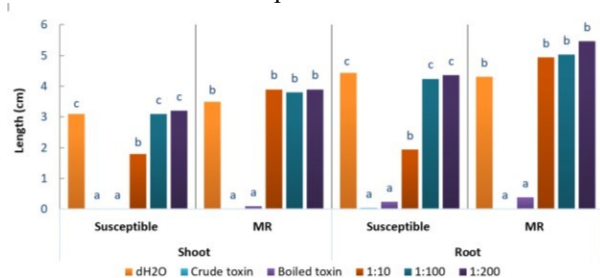 6
5
4
3
2
1
0
Length (cm)
c a a b c c
b a a b b b
c a a b c c
b a a b b b
Susceptible MR Susceptible MR
Shoot Root
dH2O Crude toxin Boiled toxin 1:10 1:100 1:200